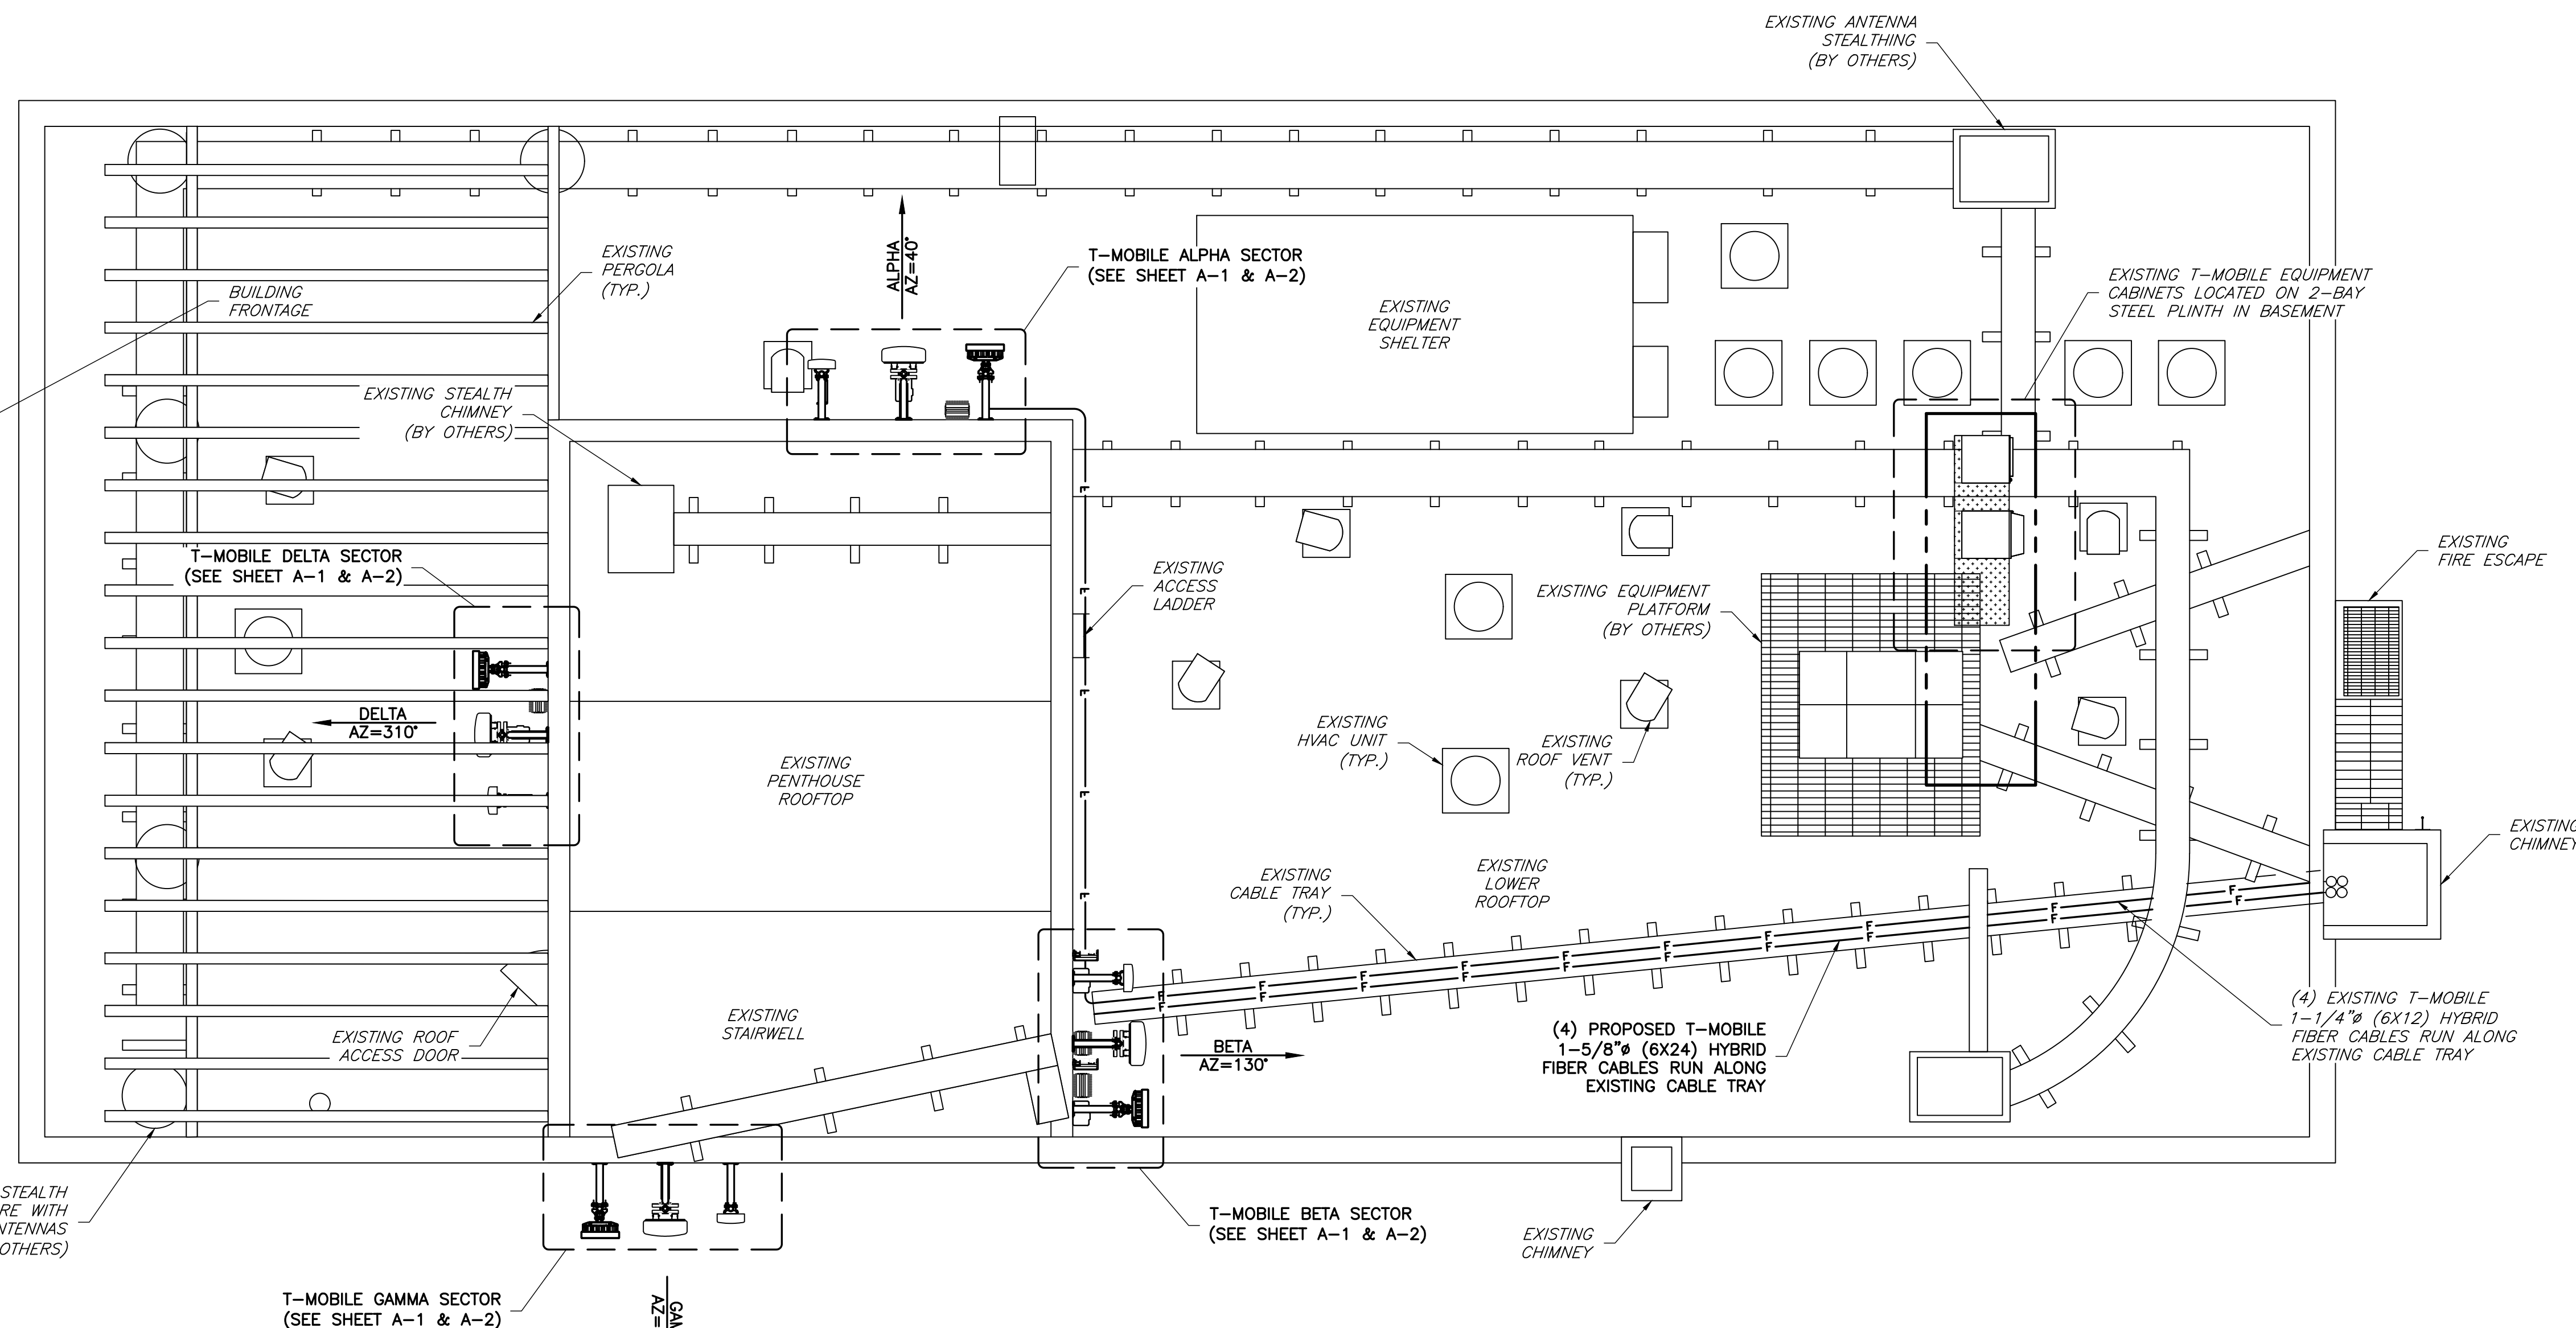 EXISTING ANTENNA
STEALTHING
(BY OTHERS)
EXISTING
PERGOLA
(TYP.)
BUILDING
FRONTAGE
ALPHA
AZ=40°
T-MOBILE ALPHA SECTOR
(SEE SHEET A-1 & A-2)
EXISTING
EQUIPMENT
SHELTER
EXISTING T-MOBILE EQUIPMENT
CABINETS LOCATED ON 2-BAY
STEEL PLINTH IN BASEMENT
EXISTING STEALTH
CHIMNEY
(BY OTHERS)
T-MOBILE DELTA SECTOR
(SEE SHEET A-1 & A-2)
EXISTING
ACCESS
LADDER
EXISTING EQUIPMENT
PLATFORM
(BY OTHERS)
EXISTING
FIRE ESCAPE
DELTA
AZ=310°
EXISTING
PENTHOUSE
ROOFTOP
EXISTING
HVAC UNIT
(TYP.)
EXISTING
ROOF VENT
(TYP.)
EXISTING
CHIMNEY
EXISTING
CABLE TRAY
(TYP.)
EXISTING
LOWER
ROOFTOP
F F F F F F F F F F
F F F F F F F F F F
EXISTING ROOF
ACCESS DOOR
EXISTING
STAIRWELL
BETA
AZ=130°
(4) PROPOSED T-MOBILE
1-5/8"ø (6X24) HYBRID
FIBER CABLES RUN ALONG
EXISTING CABLE TRAY
(4) EXISTING T-MOBILE
1-1/4"ø (6X12) HYBRID
FIBER CABLES RUN ALONG
EXISTING CABLE TRAY
STEALTH
WITH
OTHERS)
T-MOBILE BETA SECTOR
(SEE SHEET A-1 & A-2)
EXISTING
CHIMNEY
T-MOBILE GAMMA SECTOR
(SEE SHEET A-1 & A-2)
AZ=